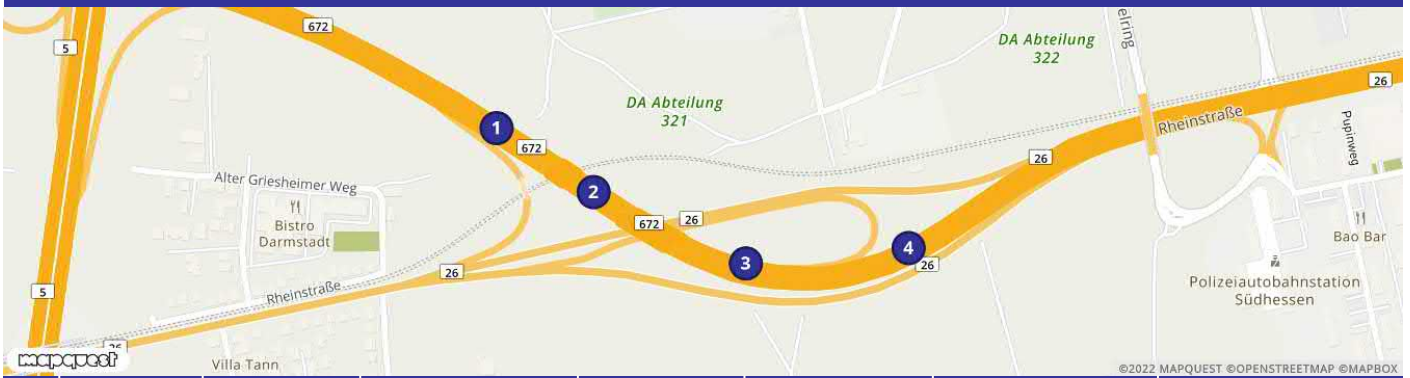 672
5
DA Abteilung
322
elring
26
DA Abteilung
321
Rheinstraße
Pupinweg
1
672
26
Alter Griesheimer Weg
2
Bistro
Darmstadt
672
26
Bao Bar
3
4
26
26
Polizeiautobahnstation
Südhessen
5
Rheinstraße
26
mapquest
Villa Tann
©2022 MAPQUEST ©OPENSTREETMAP ©MAPBOX